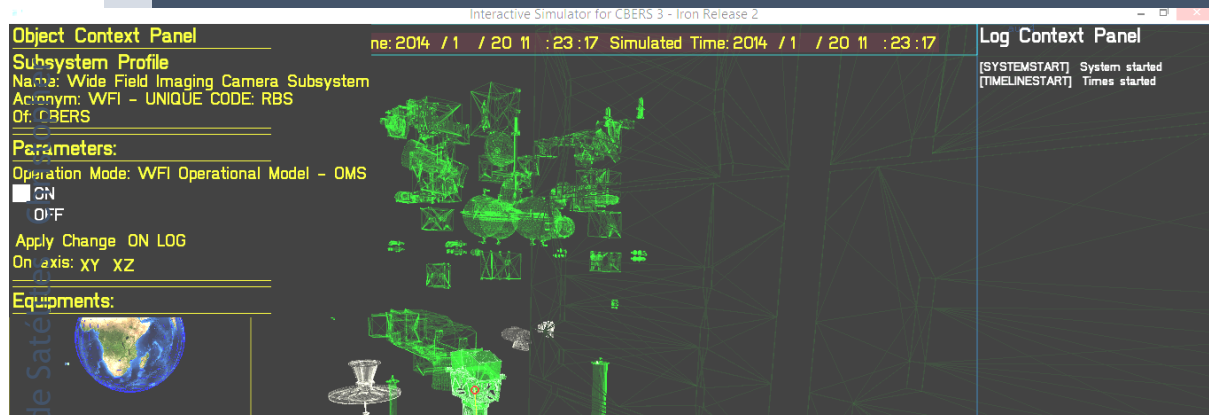 Interactive Simulator for CBERS 3 - Iron Release 2
Object Context Panel
Subsystem Profile
Name: Wide Field Imaging Camera Subsystem
Acronym: WFI - UNIQUE CODE: RBS
Of: CBERS
Parameters:
Operation Mode: WFI Operational Model - OMS
ON
OFF
Apply Change ON LOG
On axis: XY XZ
Equipments:
ne: 2014 / 1 / 20 11 : 23 : 17 Simulated Time: 2014 / 1 / 20 11 : 23 : 17
Log Context Panel
[SYSTEMSTART] System started
[TIMELINESTART] Times started
de Satélites